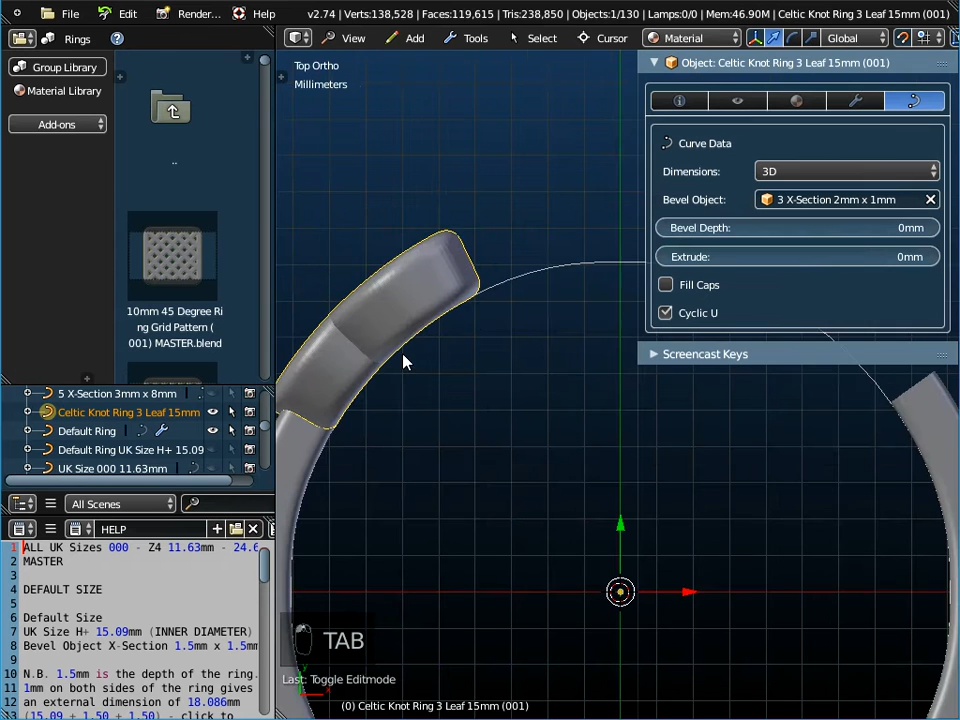 File Edit Render... Help v2.74 | Verts:138,528 | Faces:119,615 | Tris:238,850 | Objects:1/130 | Lamps:0/0 | Mem:46.90M | Celtic Knot Ring 3 Leaf 15mm (001)
Rings
View Add Tools Select Cursor Material Global
Group Library
Material Library
Add-ons
..
10mm 45 Degree Ri
ng Grid Pattern (
001) MASTER.blend
5 X-Section 3mm x 8mm
Celtic Knot Ring 3 Leaf 15mm
Default Ring
Default Ring UK Size H+ 15.09
UK Size 000 11.63mm
All Scenes
HELP
1 ALL UK Sizes 000 - Z4 11.63mm - 24.6
2 MASTER
3
4 DEFAULT SIZE
5
6 Default Size
7 UK Size H+ 15.09mm (INNER DIAMETER)
8 Bevel Object X-Section 1.5mm x 1.5mm
9
10 N.B. 1.5mm is the depth of the ring.
11 1mm on both sides of the ring gives
12 an external dimension of 18.086mm
13 (15.09 + 1.50 + 1.50) - click to
Top Ortho
Millimeters
TAB
Last: Toggle Editmode
(0) Celtic Knot Ring 3 Leaf 15mm (001)
Object: Celtic Knot Ring 3 Leaf 15mm (001)
Curve Data
Dimensions: 3D
Bevel Object: 3 X-Section 2mm x 1mm
Bevel Depth: 0mm
Extrude: 0mm
Fill Caps
Cyclic U
Screencast Keys